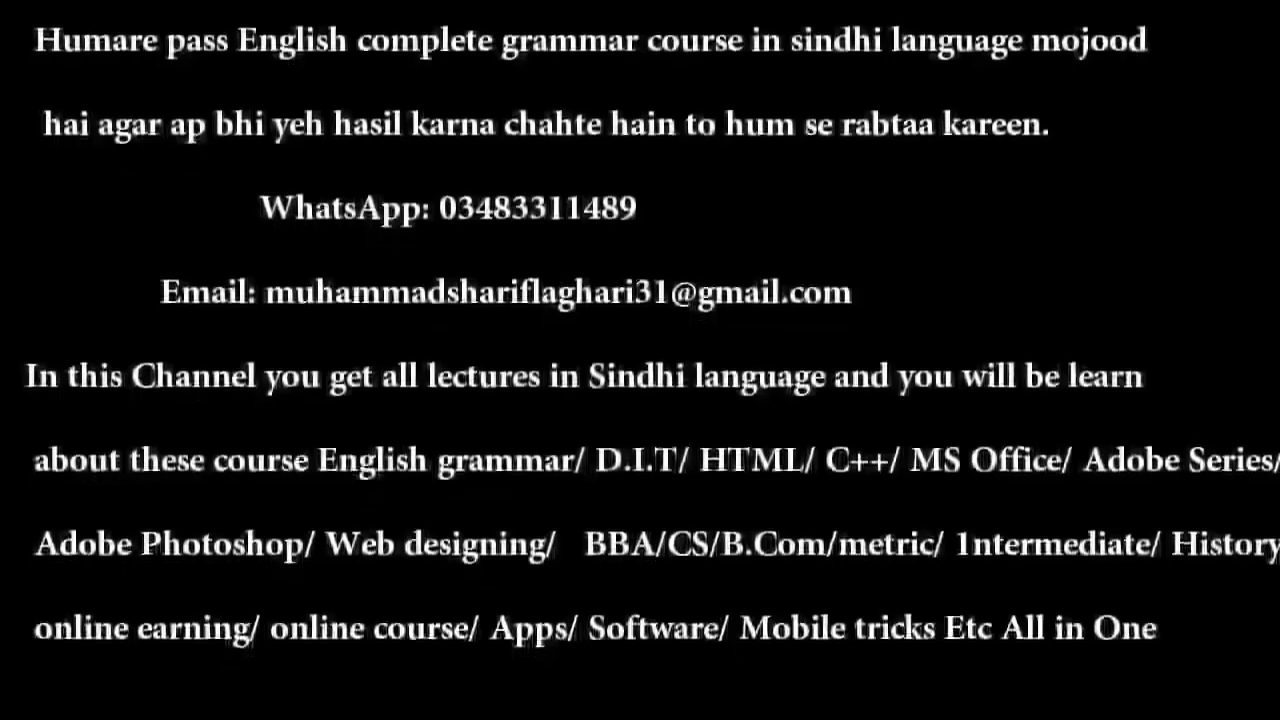 Humare pass English complete grammar course in sindhi language mojood
hai agar ap bhi yeh hasil karna chahte hain to hum se rabtaa kareen.
WhatsApp: 03483311489
Email: muhammadshariflaghari31@gmail.com
In this Channel you get all lectures in Sindhi language and you will be learn
about these course English grammar/ D.I.T/ HTML/ C++/ MS Office/ Adobe Series/
Adobe Photoshop/ Web designing/ BBA/CS/B.Com/metric/ 1ntermediate/ History
online earning/ online course/ Apps/ Software/ Mobile tricks Etc All in One